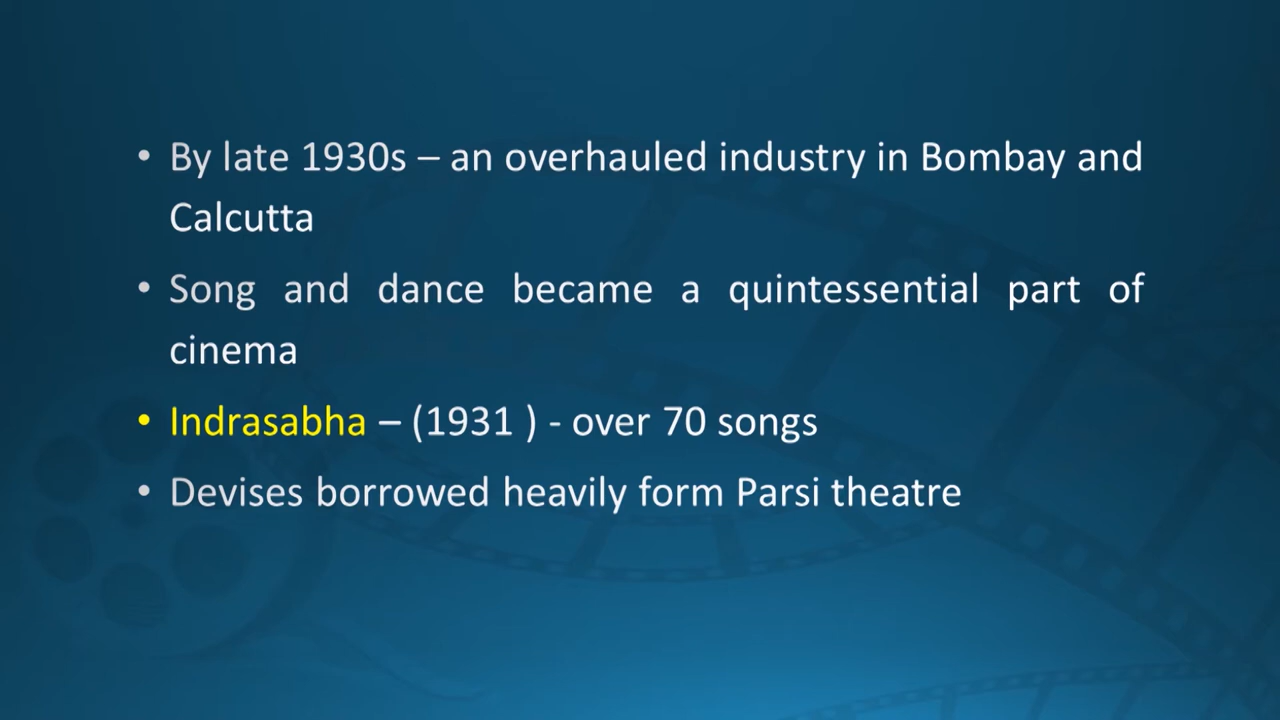 • By late 1930s – an overhauled industry in Bombay and
Calcutta
• Song and dance became a quintessential part of
cinema
• Indrasabha – (1931 ) - over 70 songs
• Devises borrowed heavily form Parsi theatre